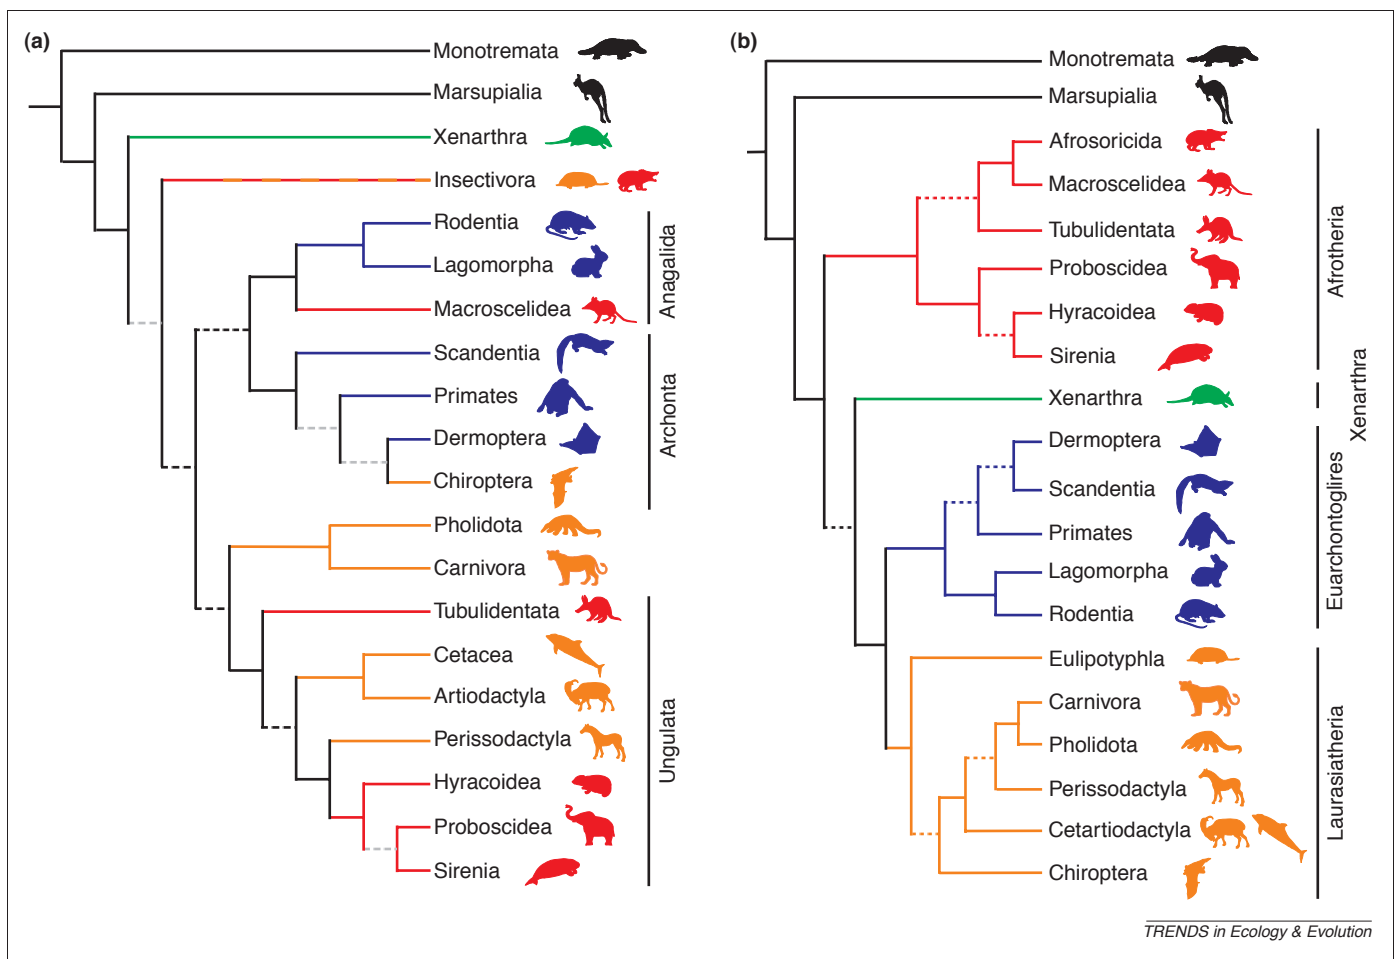 (a)
Monotremata
Marsupialia
Xenarthra
Insectivora
Rodentia
Lagomorpha
Macroscelidea
Anagalida
Scandentia
Primates
Dermoptera
Chiroptera
Archonta
Pholidota
Carnivora
Tubulidentata
Cetacea
Artiodactyla
Perissodactyla
Hyracoidea
Proboscidea
Sirenia
Ungulata
(b)
Monotremata
Marsupialia
Afrosoricida
Macroscelidea
Tubulidentata
Proboscidea
Hyracoidea
Sirenia
Afrotheria
Xenarthra
Xenarthra
Dermoptera
Scandentia
Primates
Lagomorpha
Rodentia
Euarchontoglires
Eulipotyphla
Carnivora
Pholidota
Perissodactyla
Cetartiodactyla
Chiroptera
Laurasiatheria
TRENDS in Ecology & Evolution